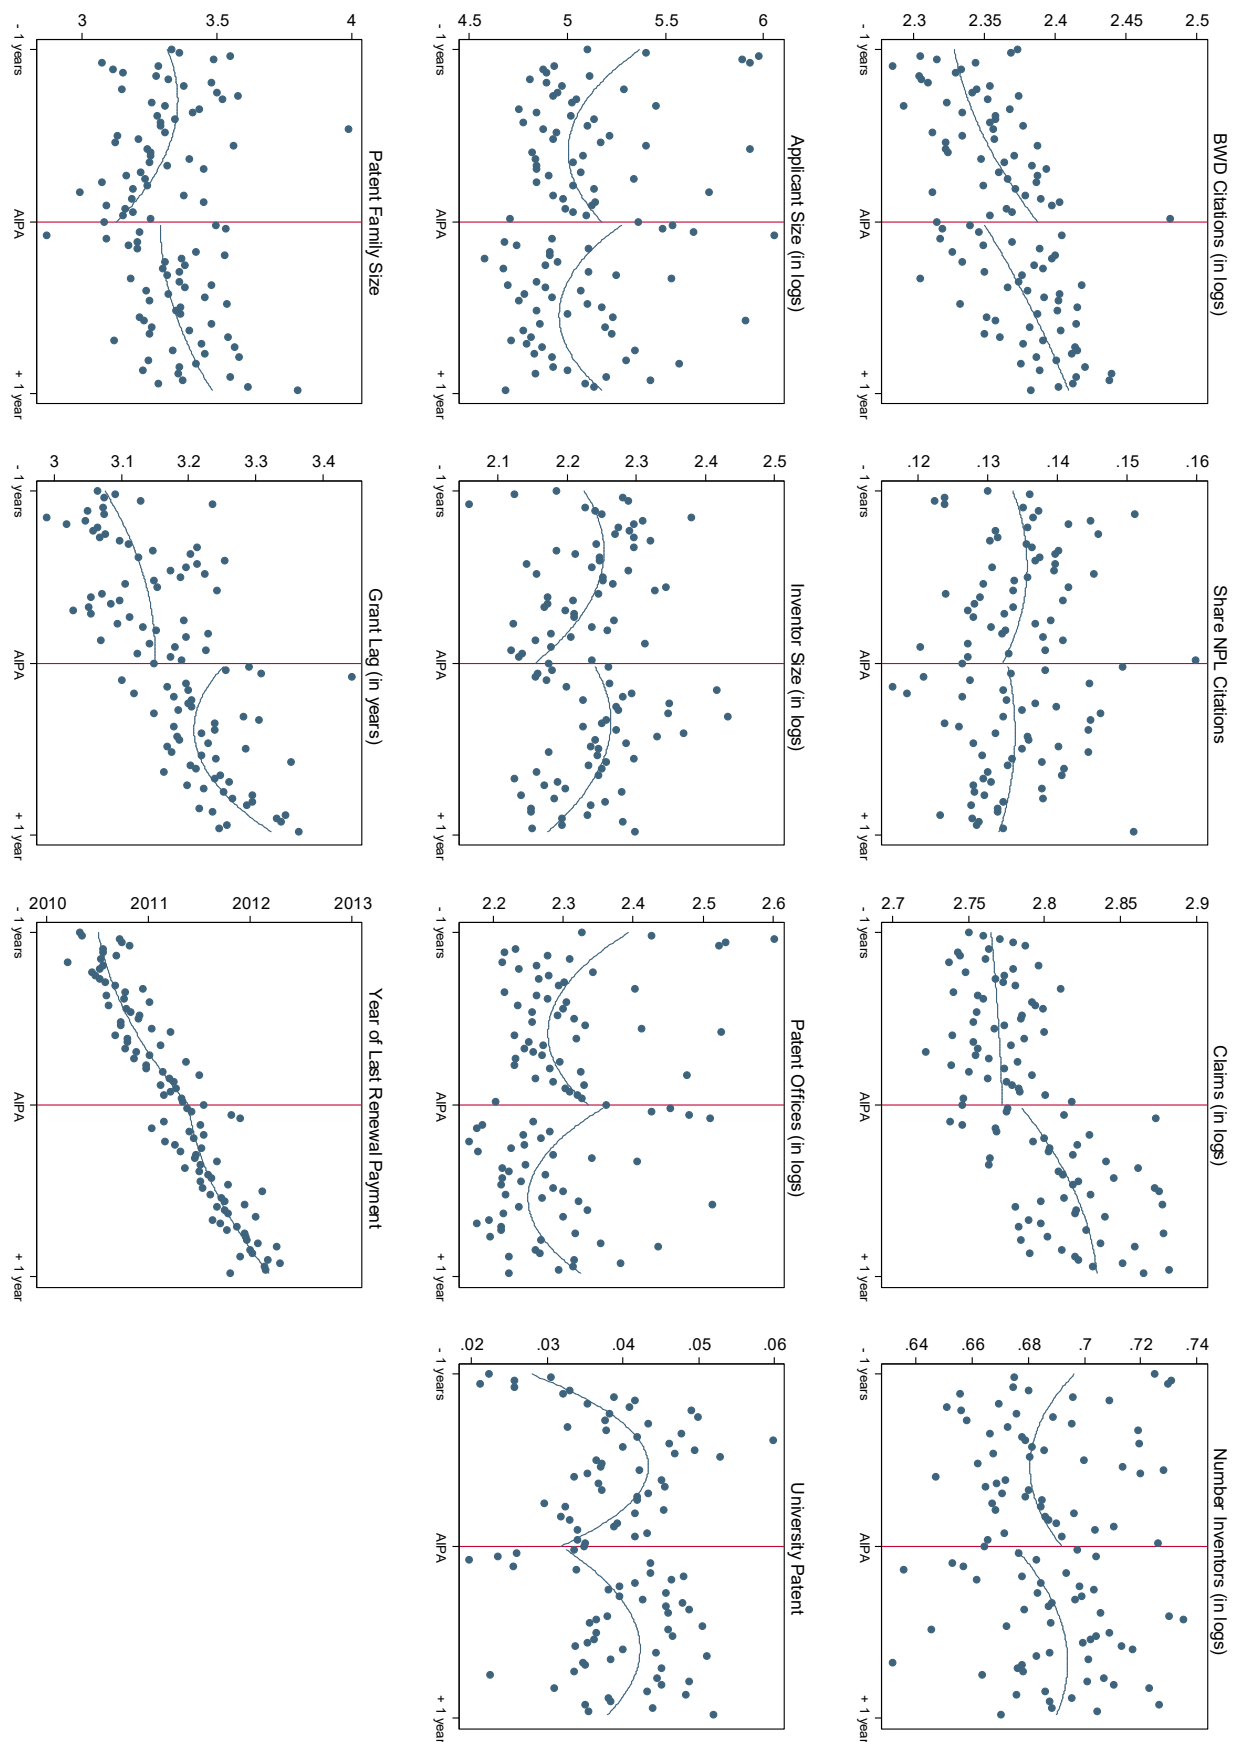 BWD Citations (in logs)
2.3 2.35 2.4 2.45 2.5
- 1 years AIPA + 1 year
Share NPL Citations
.12 .13 .14 .15 .16
- 1 years AIPA + 1 year
Claims (in logs)
2.7 2.75 2.8 2.85 2.9
- 1 years AIPA + 1 year
Number Inventors (in logs)
.64 .66 .68 .7 .72 .74
- 1 years AIPA + 1 year
Applicant Size (in logs)
4.5 5 5.5 6
- 1 years AIPA + 1 year
Inventor Size (in logs)
2.1 2.2 2.3 2.4 2.5
- 1 years AIPA + 1 year
Patent Offices (in logs)
2.2 2.3 2.4 2.5 2.6
- 1 years AIPA + 1 year
University Patent
.02 .03 .04 .05 .06
- 1 years AIPA + 1 year
Patent Family Size
3 3.5 4
- 1 years AIPA + 1 year
Grant Lag (in years)
3 3.1 3.2 3.3 3.4
- 1 years AIPA + 1 year
Year of Last Renewal Payment
2010 2011 2012 2013
- 1 years AIPA + 1 year